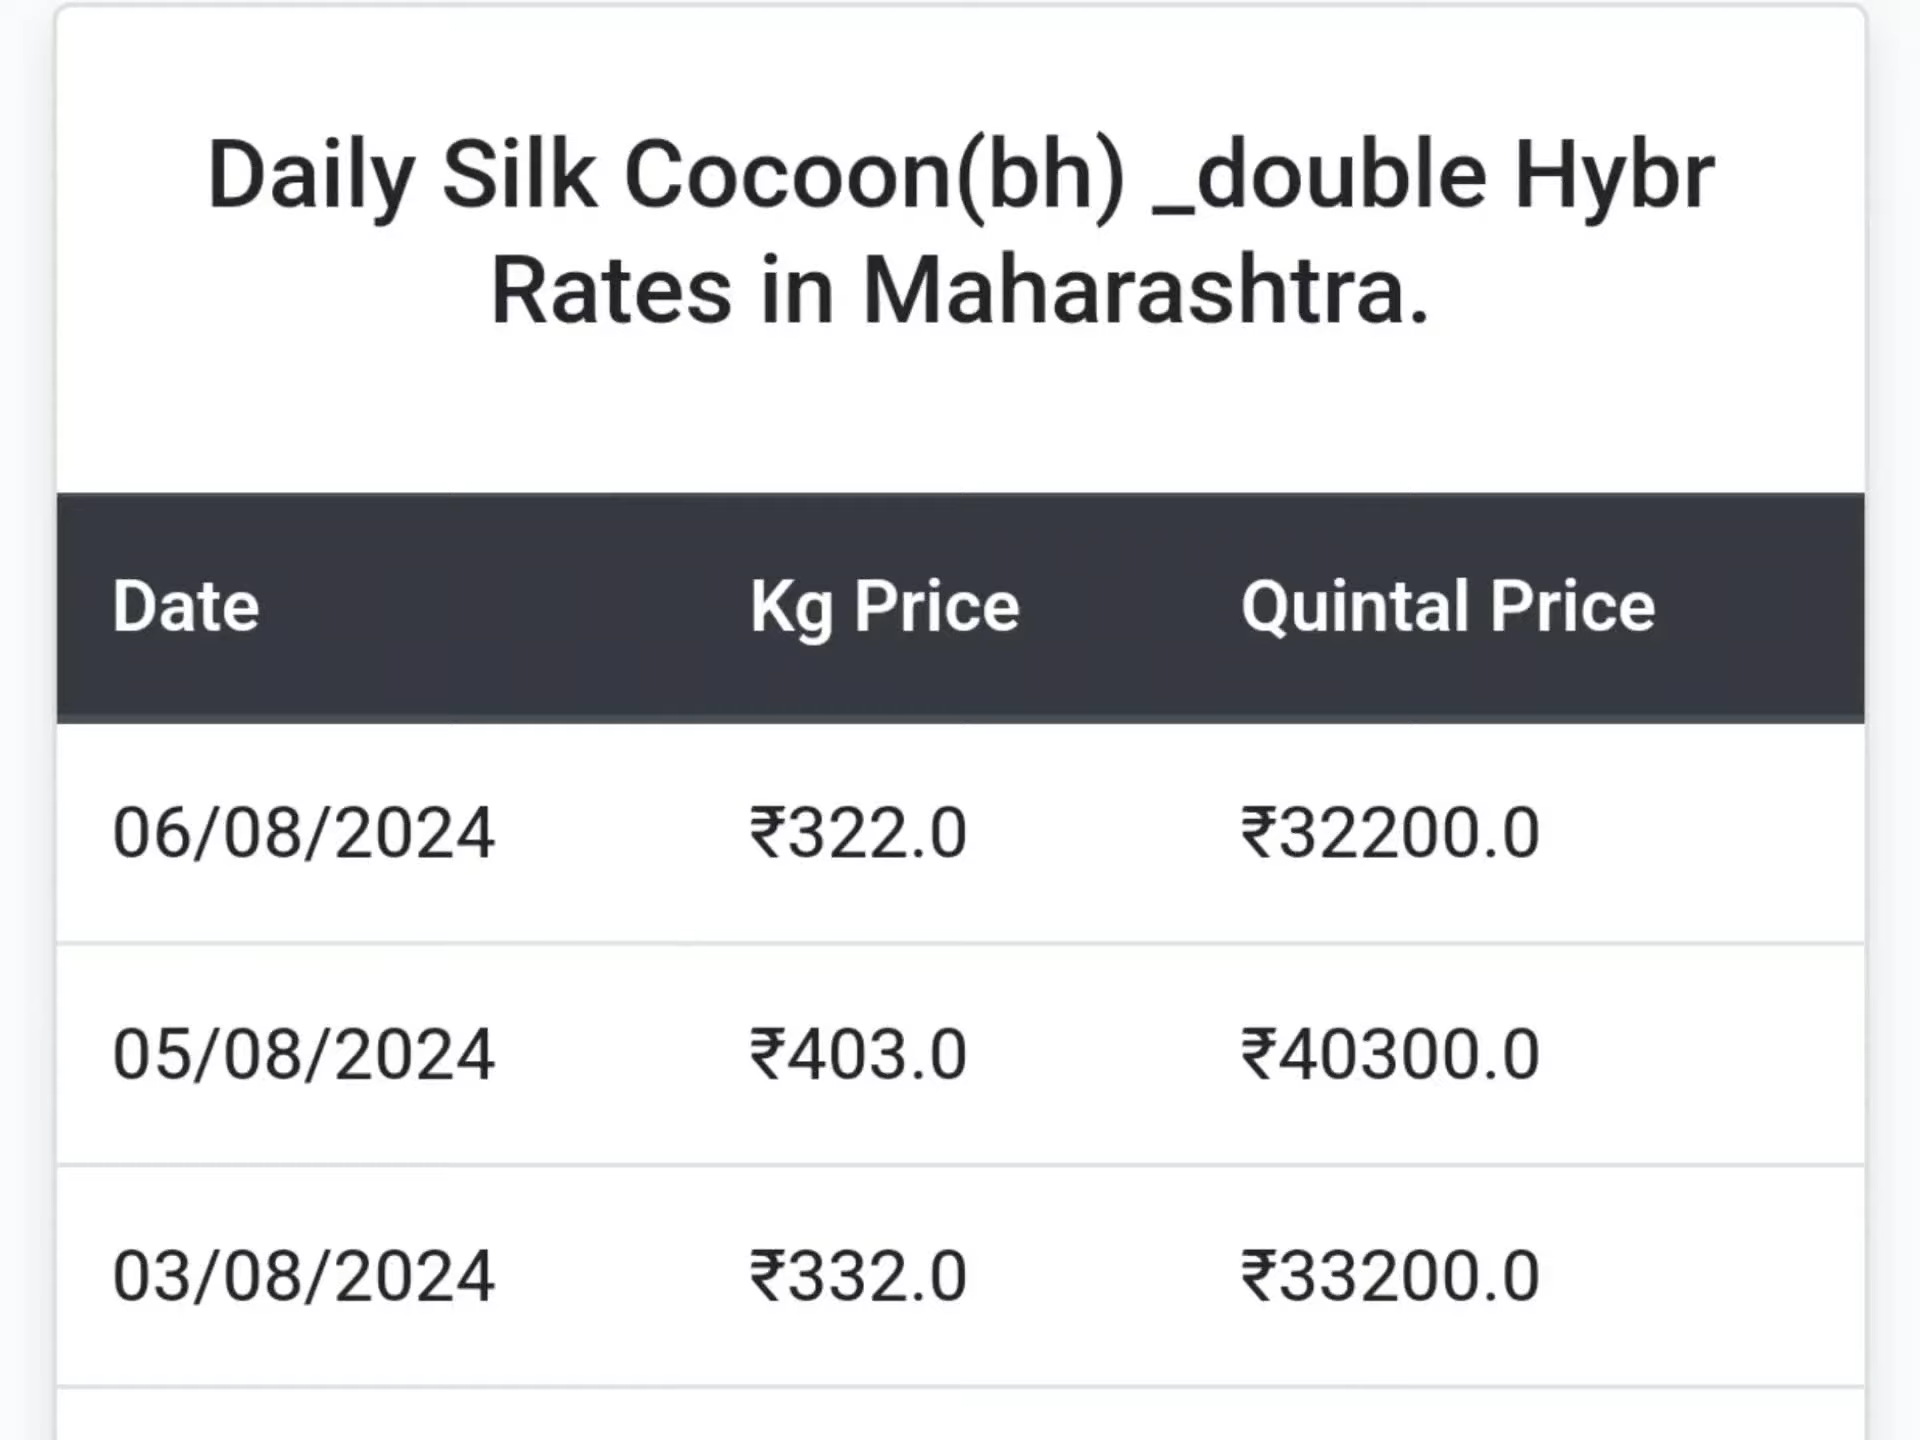 Daily Silk Cocoon(bh) _double Hybr
Rates in Maharashtra.
Date Kg Price Quintal Price
06/08/2024 ₹322.0 ₹32200.0
05/08/2024 ₹403.0 ₹40300.0
03/08/2024 ₹332.0 ₹33200.0